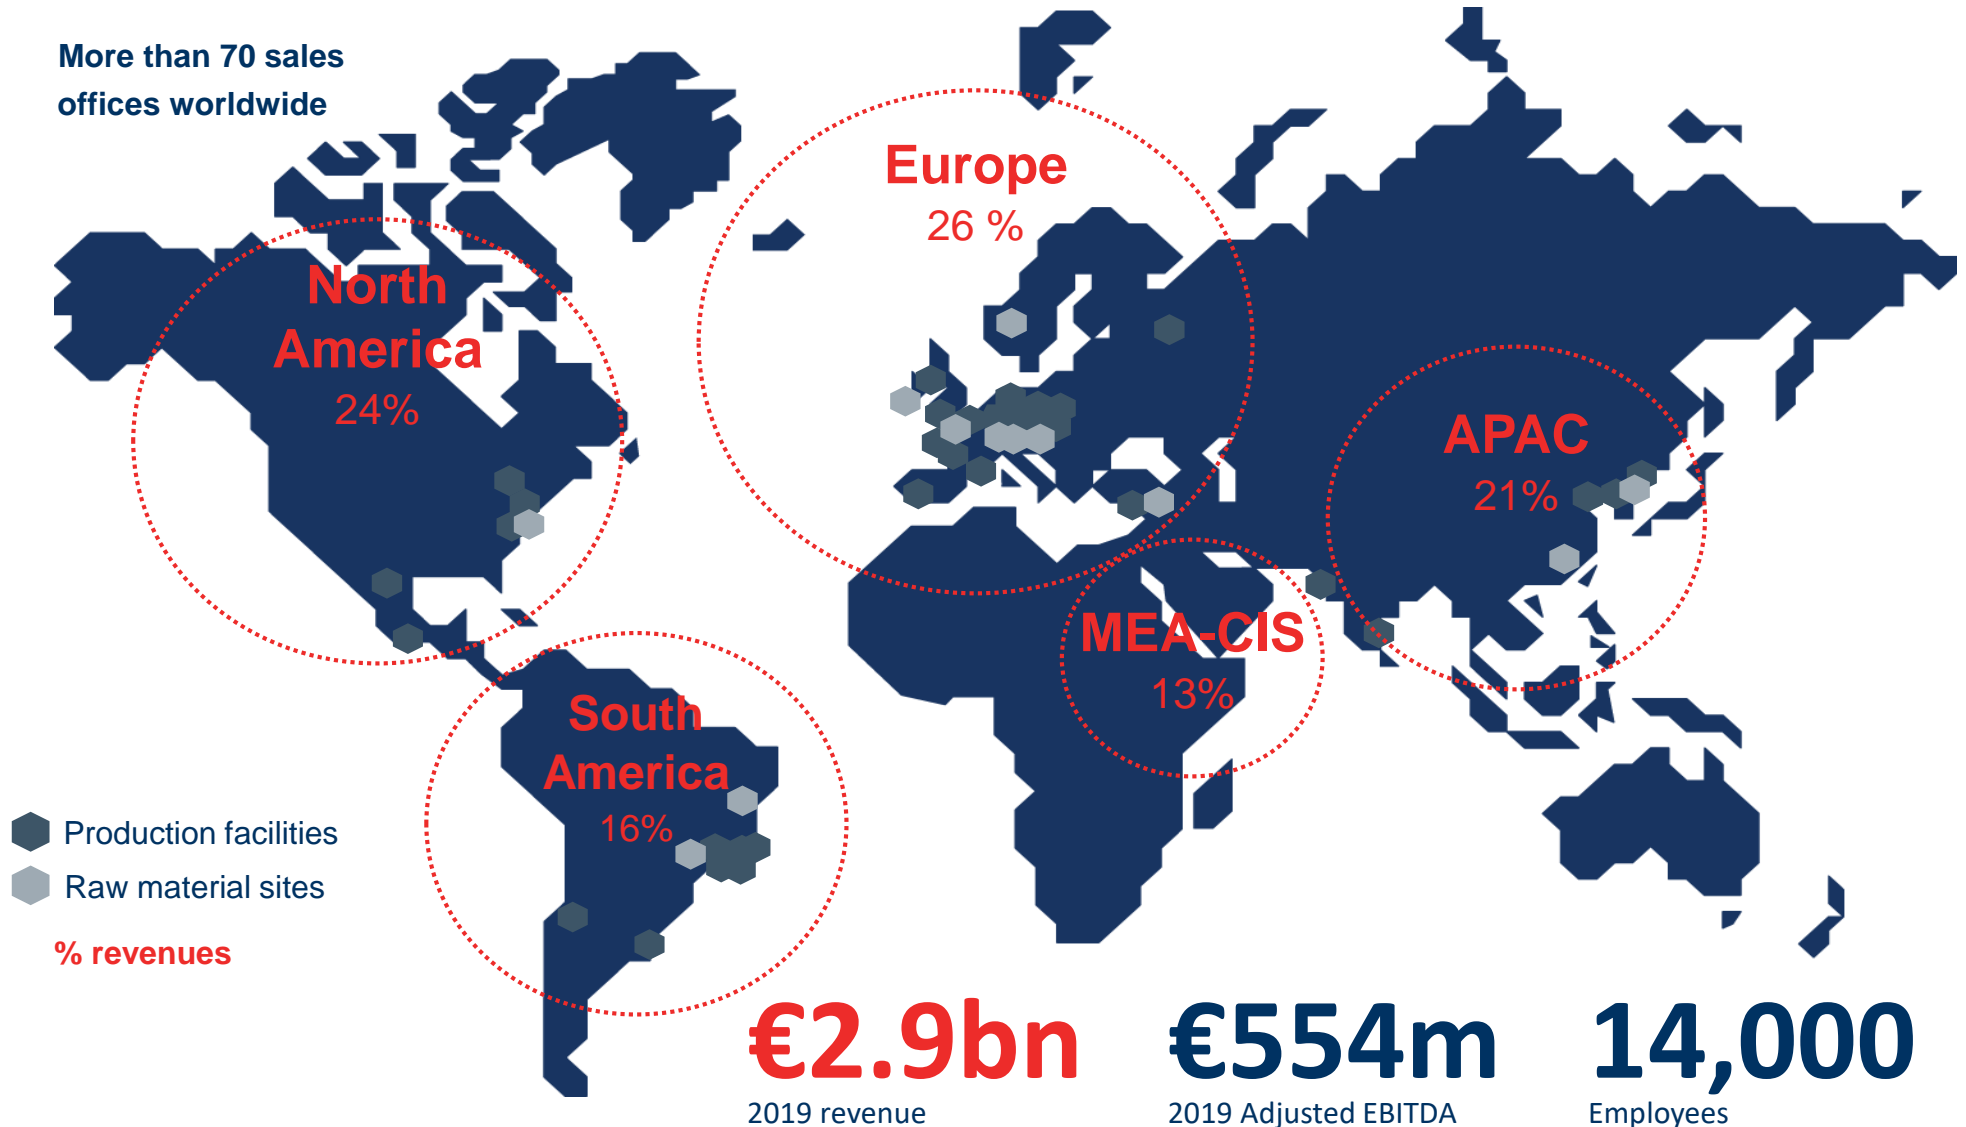 More than 70 sales
offices worldwide
Europe
26 %
North
America
24%
APAC
21%
MEA-CIS
13%
South
America
16%
Production facilities
Raw material sites
% revenues
€2.9bn
2019 revenue
€554m
2019 Adjusted EBITDA
14,000
Employees